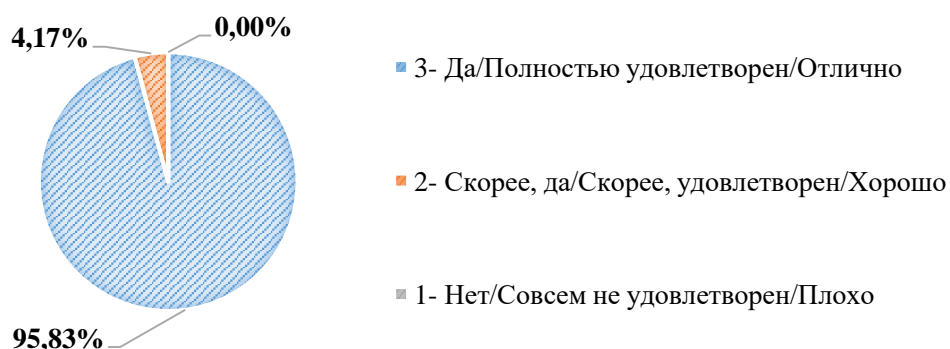 4,17%
0,00%
95,83%
3- Да/Полностью удовлетворен/Отлично
2- Скорее, да/Скорее, удовлетворен/Хорошо
1- Нет/Совсем не удовлетворен/Плохо